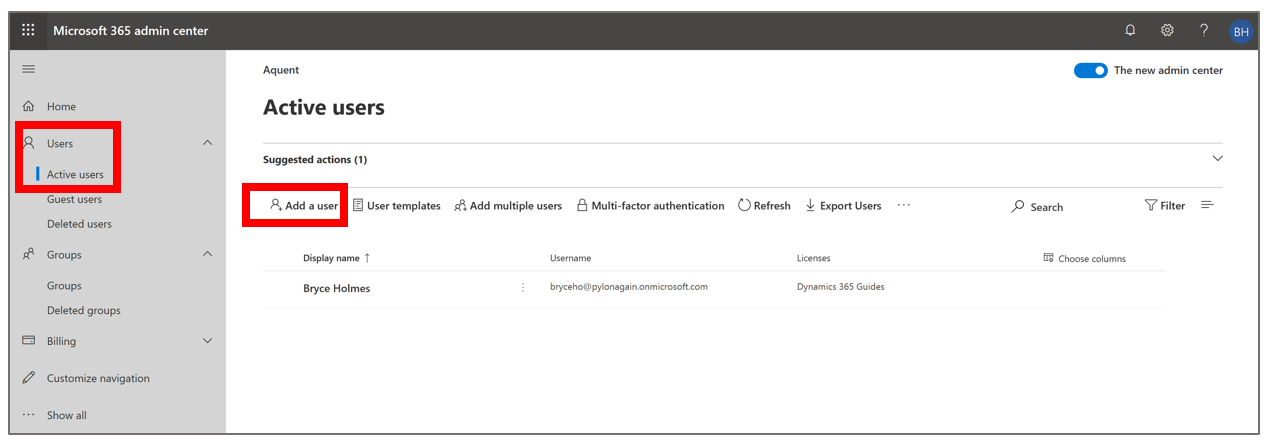 Microsoft 365 admin center
? BH
Aquent
The new admin center
Home
Active users
Users
Suggested actions (1)
Active users
Guest users
Add a user User templates Add multiple users Multi-factor authentication Refresh Export Users ··· Search Filter
Deleted users
Groups
Display name ↑ Username Licenses Choose columns
Groups
Bryce Holmes bryceho@pylonagain.onmicrosoft.com Dynamics 365 Guides
Deleted groups
Billing
Customize navigation
··· Show all